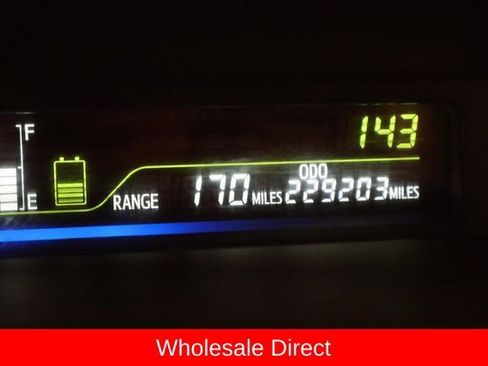 F
143
ODO
E RANGE 170 MILES 229203 MILES
Wholesale Direct